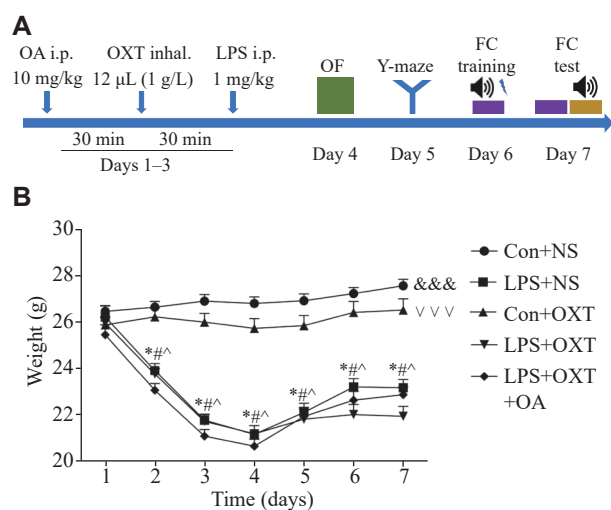 A
OA i.p. OXT inhal. LPS i.p.
10 mg/kg 12 μL (1 g/L) 1 mg/kg
OF Y-maze FC training FC test
30 min 30 min
Days 1–3
Day 4 Day 5 Day 6 Day 7
B
Weight (g)
30
28
26
24
22
20
&&&
∨∨∨
*#^ *#^ *#^ *#^ *#^ *#^
1 2 3 4 5 6 7
Time (days)
Con+NS
LPS+NS
Con+OXT
LPS+OXT
LPS+OXT
+OA